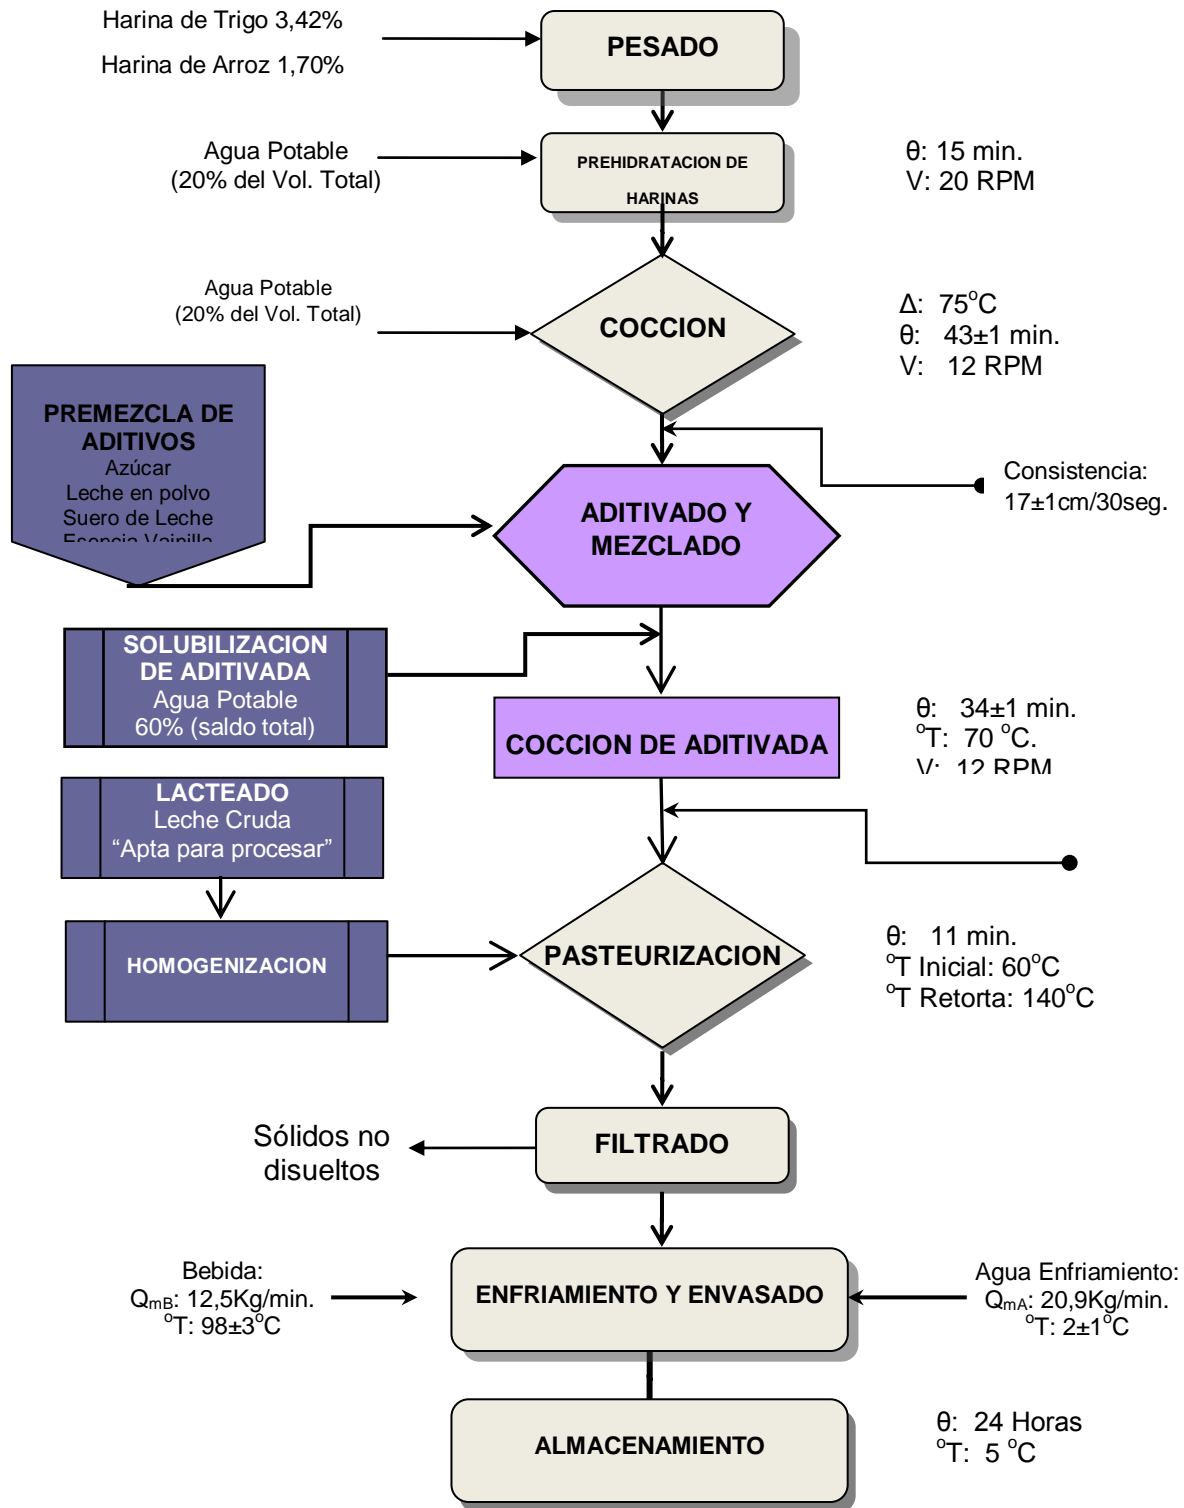 Harina de Trigo 3,42%
Harina de Arroz 1,70%
PESADO
Agua Potable
(20% del Vol. Total)
PREHIDRATACION DE
HARINAS
θ: 15 min.
V: 20 RPM
Agua Potable
(20% del Vol. Total)
COCCION
Δ: 75°C
θ: 43±1 min.
V: 12 RPM
PREMEZCLA DE
ADITIVOS
Azúcar
Leche en polvo
Suero de Leche
Esencia Vainilla
Consistencia:
17±1cm/30seg.
ADITIVADO Y
MEZCLADO
SOLUBILIZACION
DE ADITIVADA
Agua Potable
60% (saldo total)
COCCION DE ADITIVADA
θ: 34±1 min.
°T: 70 °C.
V: 12 RPM
LACTEADO
Leche Cruda
“Apta para procesar”
HOMOGENIZACION
PASTEURIZACION
θ: 11 min.
°T Inicial: 60°C
°T Retorta: 140°C
Sólidos no
disueltos
FILTRADO
Bebida:
QmB: 12,5Kg/min.
°T: 98±3°C
ENFRIAMIENTO Y ENVASADO
Agua Enfriamiento:
QmA: 20,9Kg/min.
°T: 2±1°C
ALMACENAMIENTO
θ: 24 Horas
°T: 5 °C